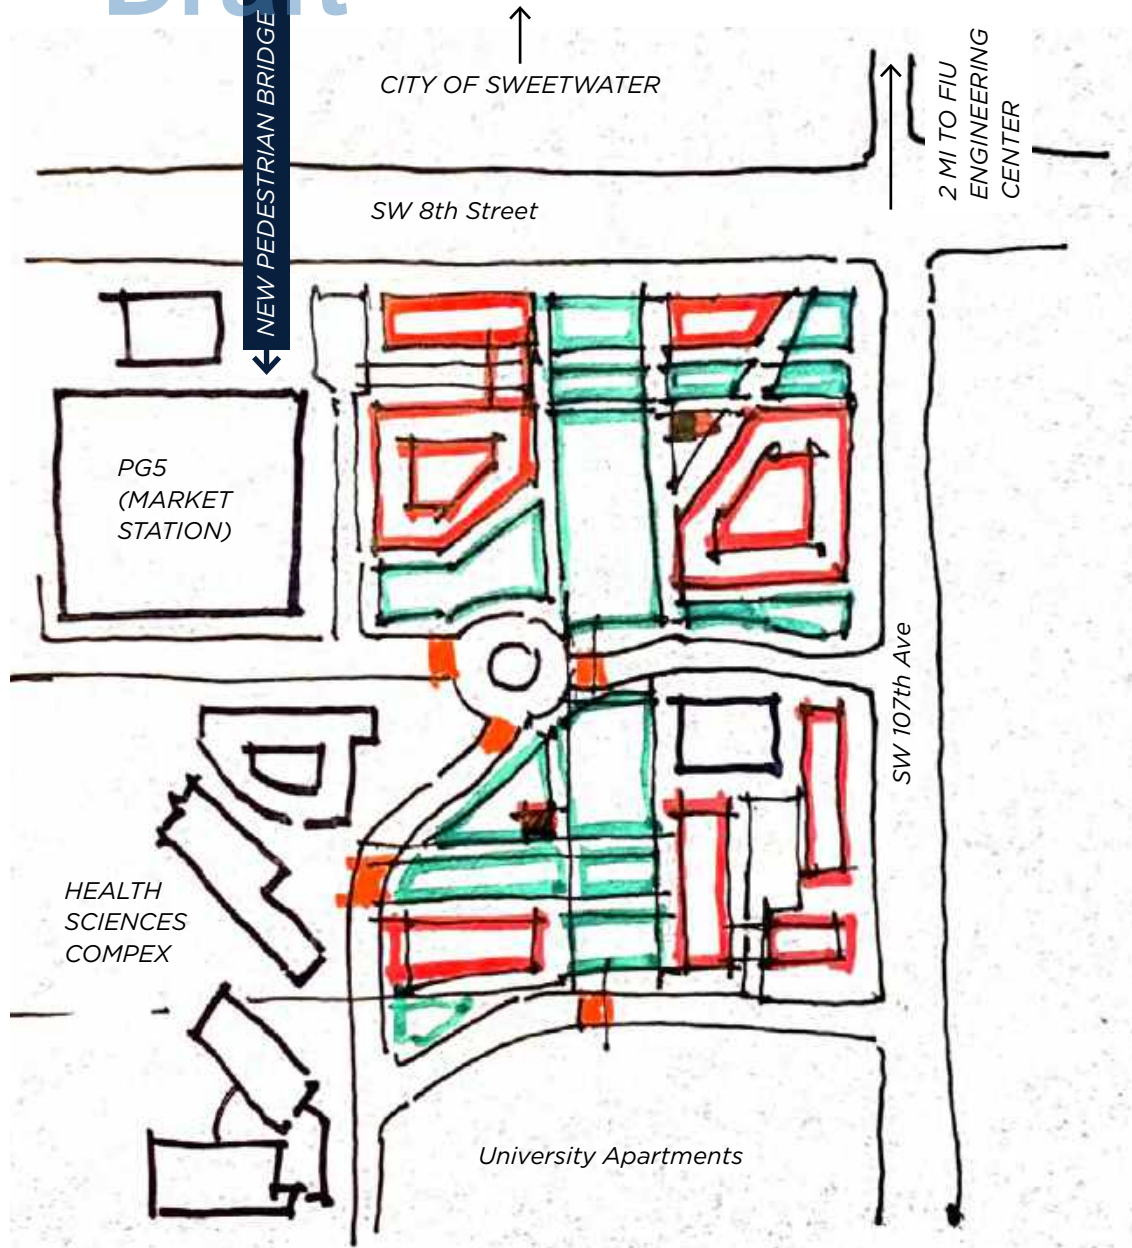 Draft
NEW PEDESTRIAN BRIDGE
CITY OF SWEETWATER
2 MI TO FIU
ENGINEERING
CENTER
SW 8th Street
PG5
(MARKET
STATION)
SW 107th Ave
HEALTH
SCIENCES
COMPEX
University Apartments